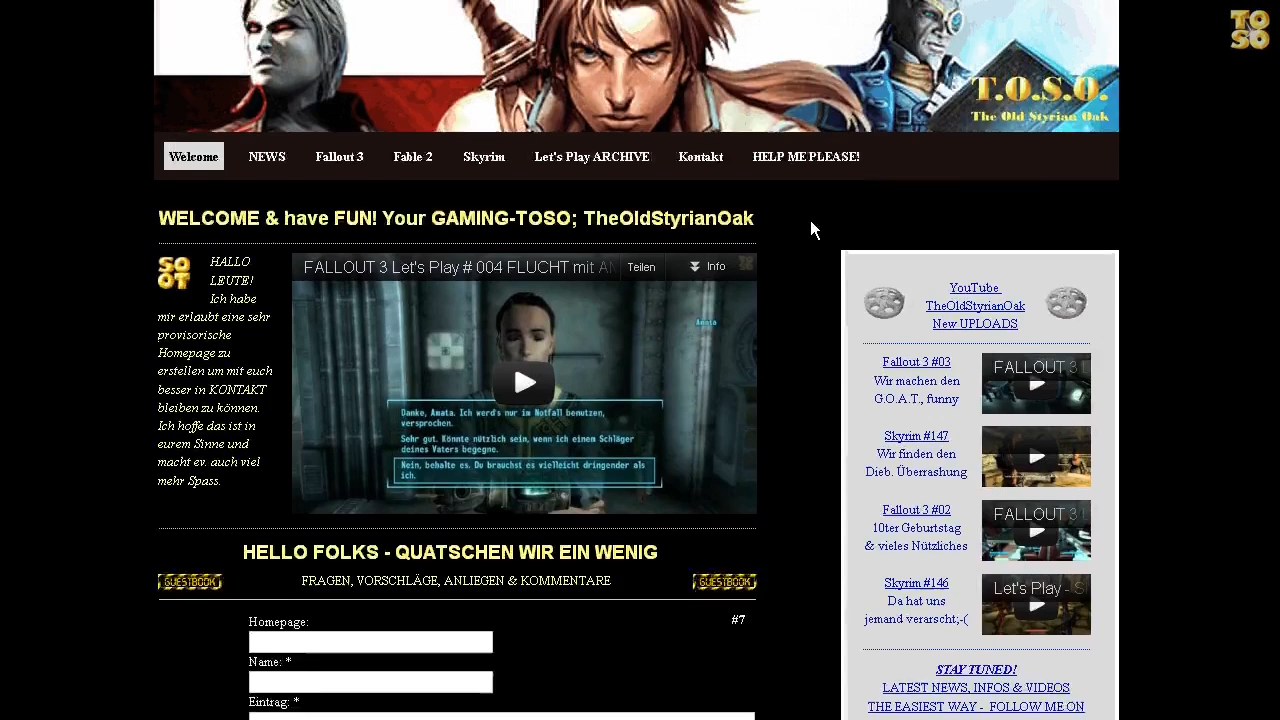 TO
SO
T.O.S.O.
The Old Styrian Oak
Welcome NEWS Fallout 3 Fable 2 Skyrim Let's Play ARCHIVE Kontakt HELP ME PLEASE!
WELCOME & have FUN! Your GAMING-TOSO; TheOldStyrianOak
SO
OT
HALLO
LEUTE!
Ich habe
mir erlaubt eine sehr
provisorische
Homepage zu
erstellen um mit euch
besser in KONTAKT
bleiben zu können.
Ich hoffe das ist in
eurem Sinne und
macht ev. auch viel
mehr Spass.
FALLOUT 3 Let's Play # 004 FLUCHT mit AM
Teilen
Info
Amata
Danke, Amata. Ich werd's nur im Notfall benutzen,
versprochen.
Sehr gut. Könnte nützlich sein, wenn ich einem Schläger
deines Vaters begegne.
Nein, behalte es. Du brauchst es vielleicht dringender als
ich.
HELLO FOLKS - QUATSCHEN WIR EIN WENIG
GUESTBOOK
FRAGEN, VORSCHLÄGE, ANLIEGEN & KOMMENTARE
GUESTBOOK
#7
Homepage:
Name: *
Eintrag: *
YouTube
TheOldStyrianOak
New UPLOADS
Fallout 3 #03
Wir machen den
G.O.A.T., funny
FALLOUT 3
Skyrim #147
Wir finden den
Dieb. Überrashung
Fallout 3 #02
10ter Geburtstag
& vieles Nützliches
FALLOUT 3
Skyrim #146
Da hat uns
jemand verarscht;-(
Let's Play - S
STAY TUNED!
LATEST NEWS, INFOS & VIDEOS
THE EASIEST WAY - FOLLOW ME ON